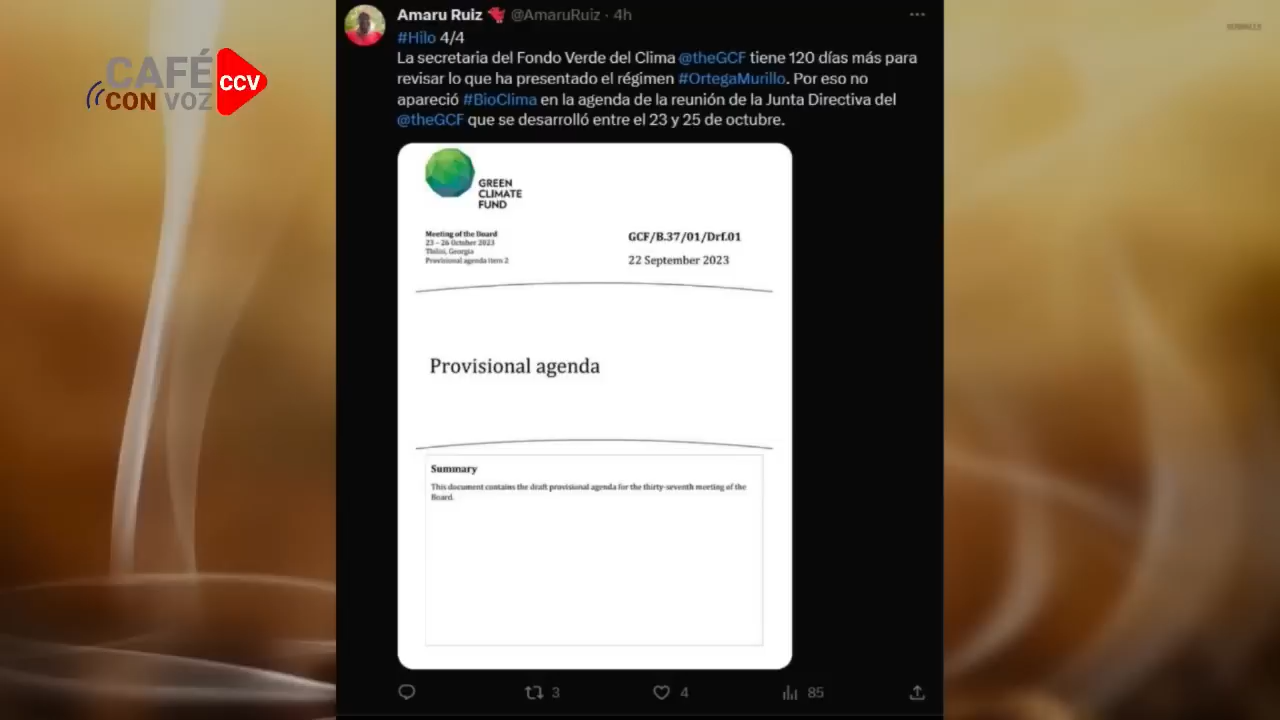 CAFÉ
CON VOZ
CCV
Amaru Ruiz @AmaruRuiz · 4h
#Hilo 4/4
La secretaria del Fondo Verde del Clima @theGCF tiene 120 días más para
revisar lo que ha presentado el régimen #OrtegaMurillo. Por eso no
apareció #BioClima en la agenda de la reunión de la Junta Directiva del
@theGCF que se desarrolló entre el 23 y 25 de octubre.
GREEN
CLIMATE
FUND
Meeting of the Board
23 – 26 October 2023
Tbilisi, Georgia
Provisional agenda item 2
GCF/B.37/01/Drf.01
22 September 2023
Provisional agenda
Summary
This document contains the draft provisional agenda for the thirty-seventh meeting of the
Board.
3
4
85